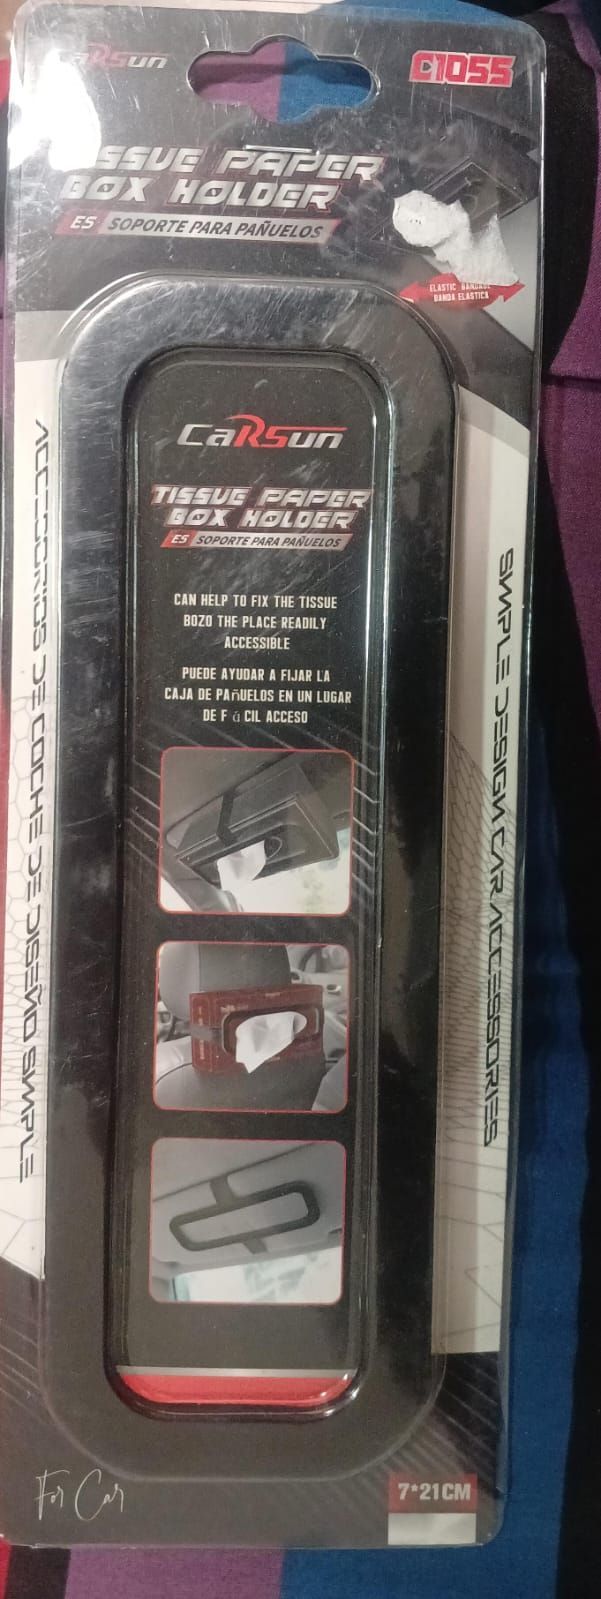 CaRSun
C1055
TISSUE PAPER
BOX HOLDER
ES SOPORTE PARA PAÑUELOS
ELASTIC BANDAGE
BANDA ELASTICA
CaRSun
TISSUE PAPER
BOX HOLDER
ES SOPORTE PARA PAÑUELOS
CAN HELP TO FIX THE TISSUE
BOZO THE PLACE READILY
ACCESSIBLE
PUEDE AYUDAR A FIJAR LA
CAJA DE PAñUELOS EN UN LUGAR
DE F á CIL ACCESO
ACCESORIOS DE COCHE DE DISEÑO SIMPLE
SIMPLE DESIGN CAR ACCESSORIES
For Car
7*21CM